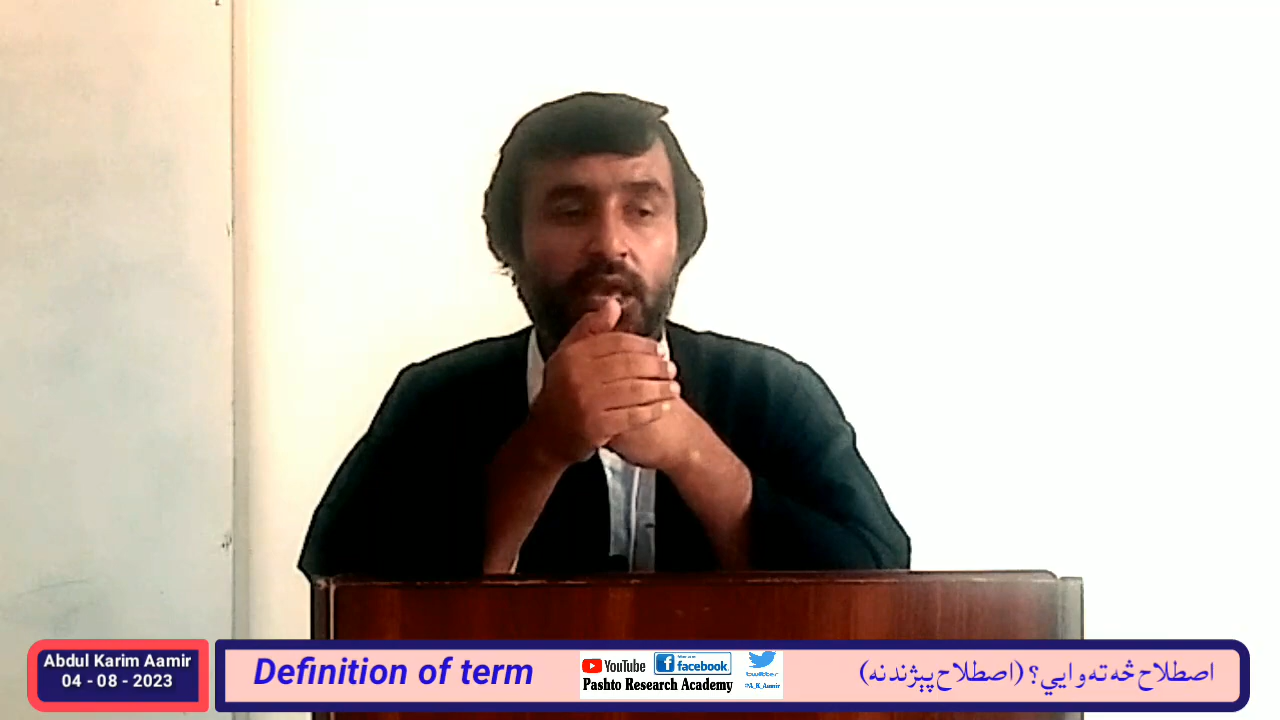 Abdul Karim Aamir
04 - 08 - 2023
Definition of term
YouTube
facebook
twitter
Pashto Research Academy
#A_K_Aamir
اصطلاح څه ته وايي؟ (اصطلاح پېژندنه)